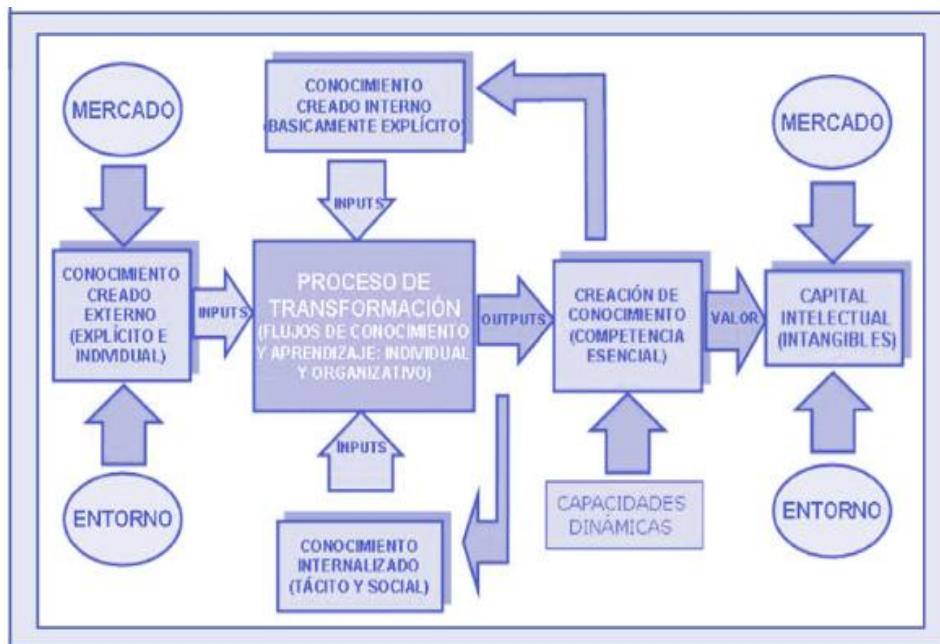 MERCADO
CONOCIMIENTO
CREADO INTERNO
(BASICAMENTE EXPLÍCITO)
MERCADO
INPUTS
CONOCIMIENTO
CREADO
EXTERNO
(EXPLÍCITO E
INDIVIDUAL)
INPUTS
PROCESO DE
TRANSFORMACIÓN
(FLUJOS DE CONOCIMIENTO
Y APRENDIZAJE: INDIVIDUAL
Y ORGANIZATIVO)
OUTPUTS
CREACIÓN DE
CONOCIMIENTO
(COMPETENCIA
ESENCIAL)
VALOR
CAPITAL
INTELECTUAL
(INTANGIBLES)
INPUTS
ENTORNO
CONOCIMIENTO
INTERNALIZADO
(TÁCITO Y SOCIAL)
CAPACIDADES
DINÁMICAS
ENTORNO